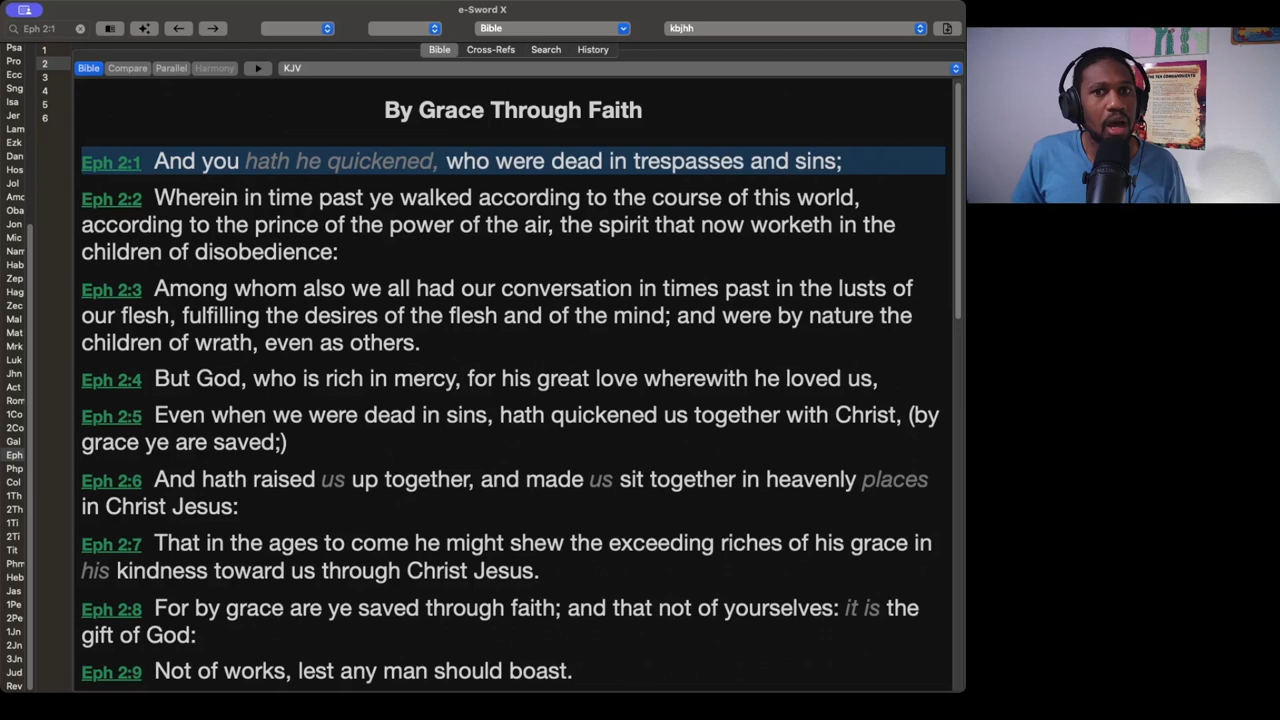 e-Sword X
Eph 2:1
Bible
kbjhh
Bible Cross-Refs Search History
Bible Compare Parallel Harmony KJV
Psa
Pro
Ecc
Sng
Isa
Jer
Lam
Ezk
Dan
Hos
Jol
Amo
Oba
Jon
Mic
Nam
Hab
Zep
Hag
Zec
Mal
Mat
Mrk
Luk
Jhn
Act
Rom
1Co
2Co
Gal
Eph
Php
Col
1Th
2Th
1Ti
2Ti
Tit
Phm
Heb
Jas
1Pe
2Pe
1Jn
2Jn
3Jn
Jud
Rev
1
2
3
4
5
6
By Grace Through Faith
Eph 2:1 And you hath he quickened, who were dead in trespasses and sins;
Eph 2:2 Wherein in time past ye walked according to the course of this world,
according to the prince of the power of the air, the spirit that now worketh in the
children of disobedience:
Eph 2:3 Among whom also we all had our conversation in times past in the lusts of
our flesh, fulfilling the desires of the flesh and of the mind; and were by nature the
children of wrath, even as others.
Eph 2:4 But God, who is rich in mercy, for his great love wherewith he loved us,
Eph 2:5 Even when we were dead in sins, hath quickened us together with Christ, (by
grace ye are saved;)
Eph 2:6 And hath raised us up together, and made us sit together in heavenly places
in Christ Jesus:
Eph 2:7 That in the ages to come he might shew the exceeding riches of his grace in
his kindness toward us through Christ Jesus.
Eph 2:8 For by grace are ye saved through faith; and that not of yourselves: it is the
gift of God:
Eph 2:9 Not of works, lest any man should boast.
THE TEN COMMANDMENTS